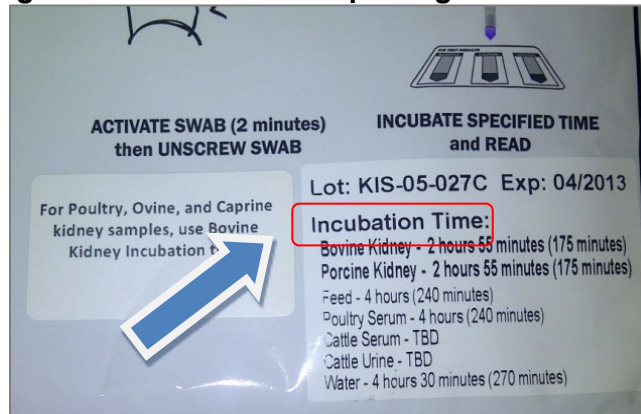 ACTIVATE SWAB (2 minutes)
then UNSCREW SWAB
INCUBATE SPECIFIED TIME
and READ
For Poultry, Ovine, and Caprine
kidney samples, use Bovine
Kidney Incubation
Lot: KIS-05-027C Exp: 04/2013
Incubation Time:
Bovine Kidney - 2 hours 55 minutes (175 minutes)
Porcine Kidney - 2 hours 55 minutes (175 minutes)
Feed - 4 hours (240 minutes)
Poultry Serum - 4 hours (240 minutes)
Cattle Serum - TBD
Cattle Urine - TBD
Water - 4 hours 30 minutes (270 minutes)